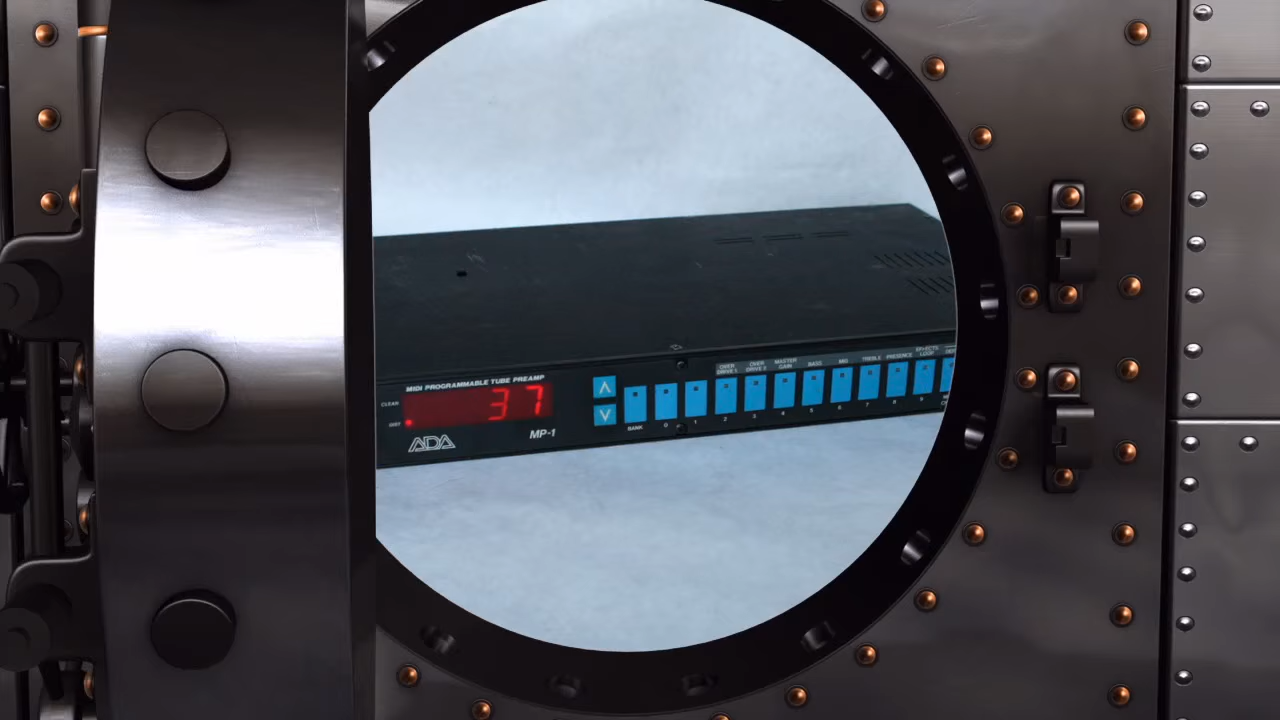 MIDI PROGRAMMABLE TUBE PREAMP
CLEAN
DIST
37
ADA
MP-1
OVER DRIVE 1
OVER DRIVE 2
MASTER GAIN
BASS
MID
TREBLE
PRESENCE
EFFECTS LOOP
BANK
0
1
2
3
4
5
6
7
8
9